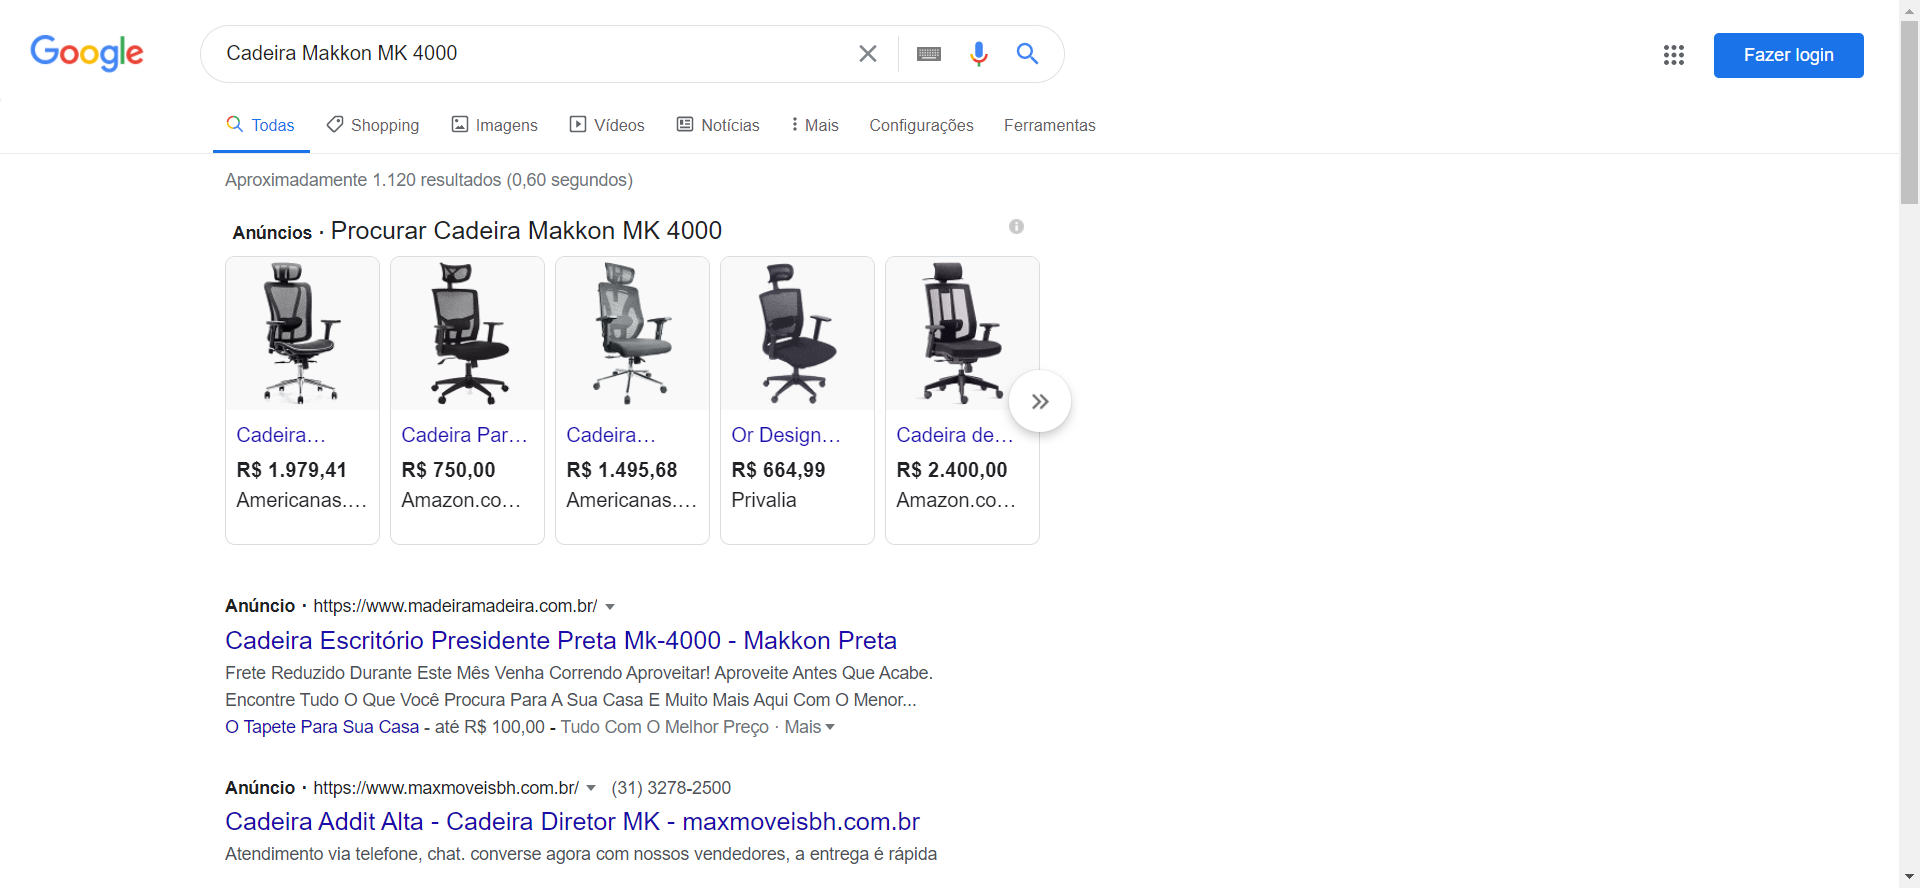 Google
Cadeira Makkon MK 4000
Fazer login
Todas
Shopping
Imagens
Vídeos
Notícias
Mais
Configurações
Ferramentas
Aproximadamente 1.120 resultados (0,60 segundos)
Anúncios · Procurar Cadeira Makkon MK 4000
Cadeira…
R$ 1.979,41
Americanas.…
Cadeira Par…
R$ 750,00
Amazon.co…
Cadeira…
R$ 1.495,68
Americanas.…
Or Design…
R$ 664,99
Privalia
Cadeira de…
R$ 2.400,00
Amazon.co…
Anúncio · https://www.madeiramadeira.com.br/
Cadeira Escritório Presidente Preta Mk-4000 - Makkon Preta
Frete Reduzido Durante Este Mês Venha Correndo Aproveitar! Aproveite Antes Que Acabe.
Encontre Tudo O Que Você Procura Para A Sua Casa E Muito Mais Aqui Com O Menor...
O Tapete Para Sua Casa - até R$ 100,00 - Tudo Com O Melhor Preço · Mais
Anúncio · https://www.maxmoveisbh.com.br/ (31) 3278-2500
Cadeira Addit Alta - Cadeira Diretor MK - maxmoveisbh.com.br
Atendimento via telefone, chat. converse agora com nossos vendedores, a entrega é rápida